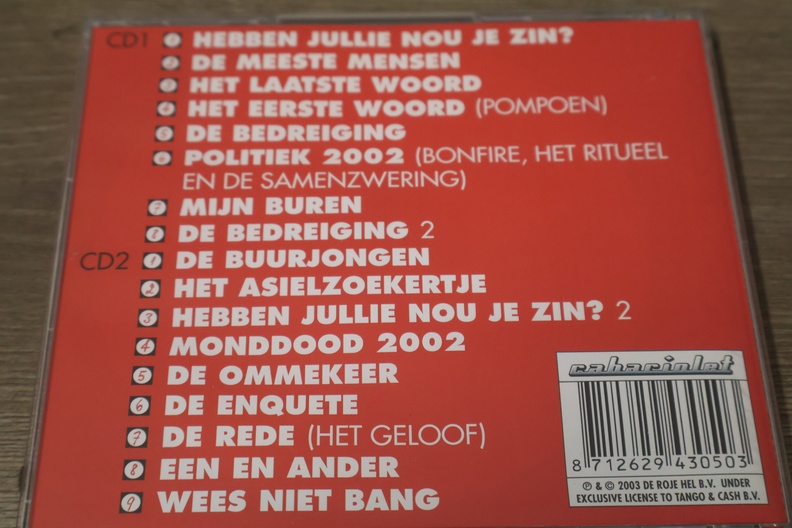 CD1 1 HEBBEN JULLIE NOU JE ZIN?
2 DE MEESTE MENSEN
3 HET LAATSTE WOORD
4 HET EERSTE WOORD (POMPOEN)
5 DE BEDREIGING
6 POLITIEK 2002 (BONFIRE, HET RITUEEL
EN DE SAMENZWERING)
7 MIJN BUREN
8 DE BEDREIGING 2
CD2 1 DE BUURJONGEN
2 HET ASIELZOEKERTJE
3 HEBBEN JULLIE NOU JE ZIN? 2
4 MONDDOOD 2002
5 DE OMMEKEER
6 DE ENQUETE
7 DE REDE (HET GELOOF)
8 EEN EN ANDER
9 WEES NIET BANG
cabacinlet
8 712629 430503
℗ & © 2003 DE ROJE HEL B.V. UNDER
EXCLUSIVE LICENSE TO TANGO & CASH B.V.